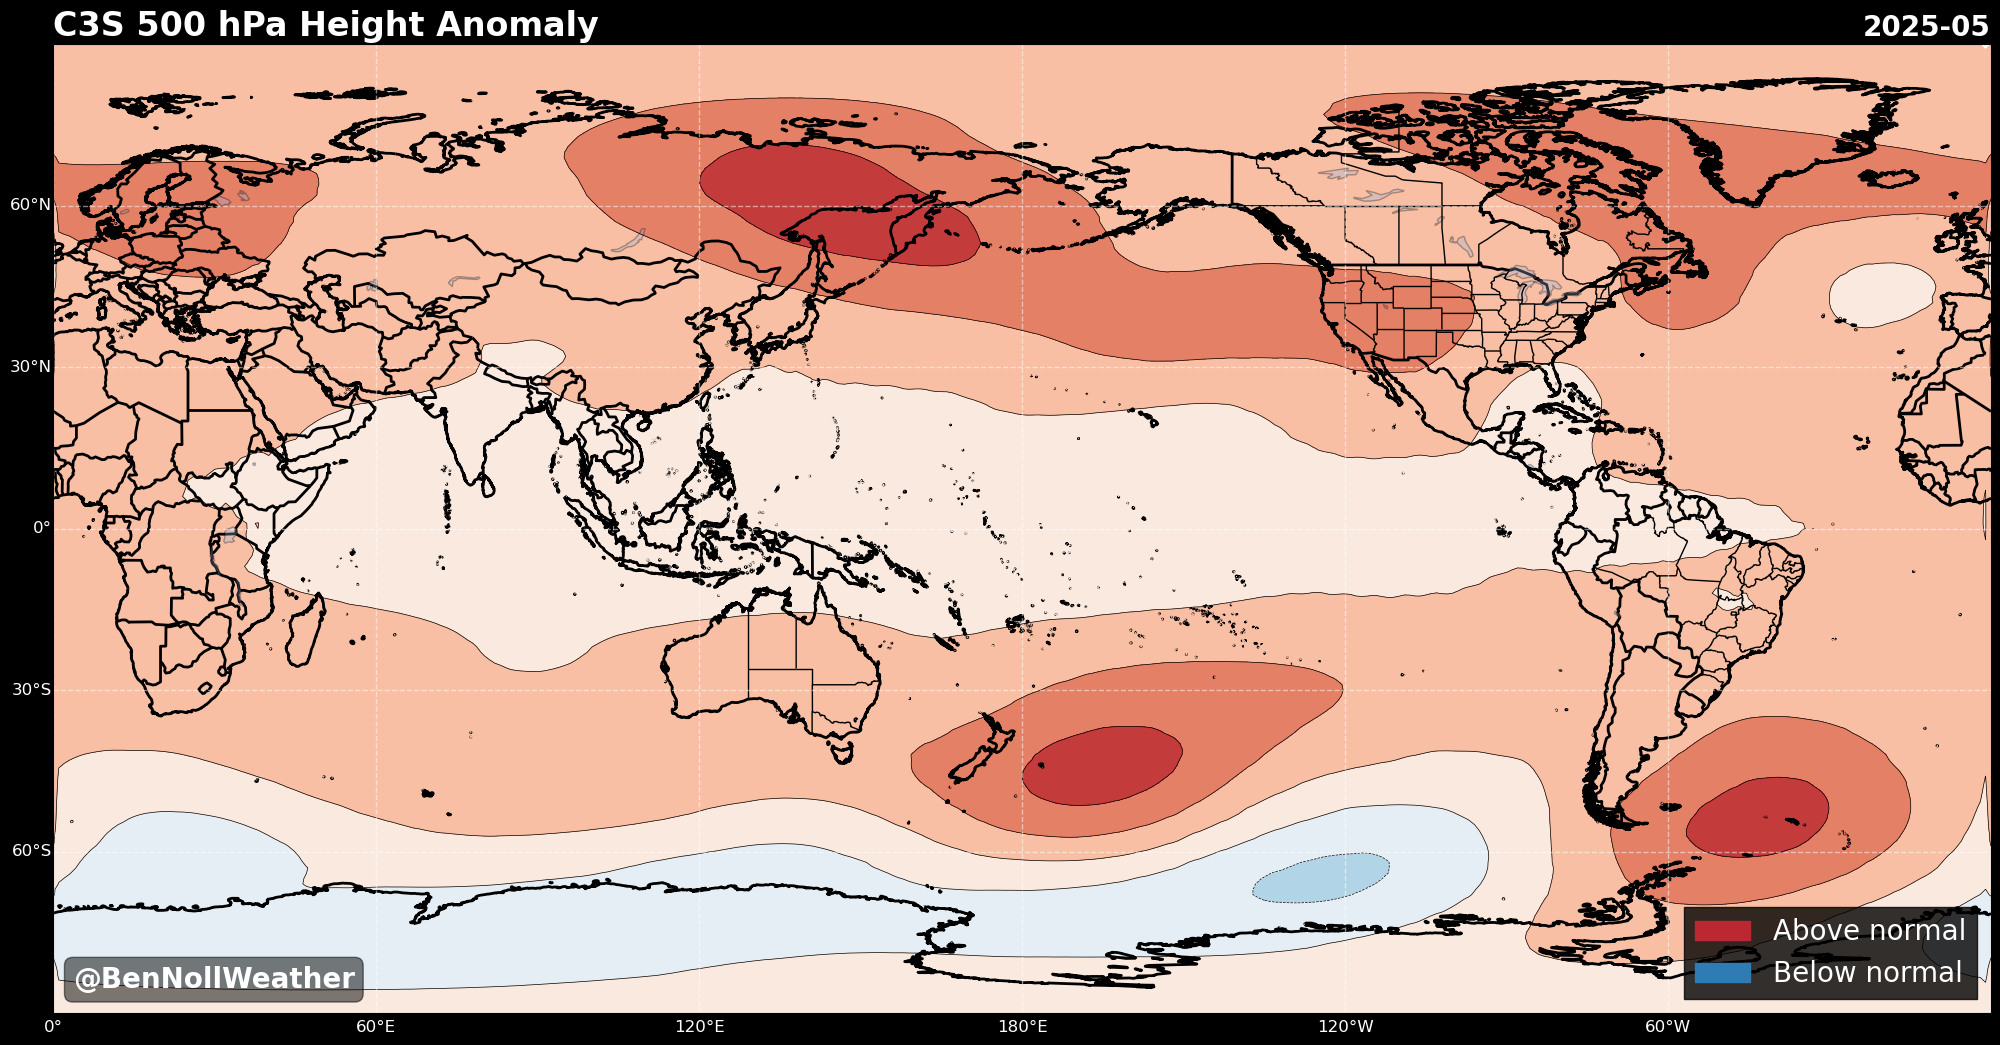 C3S 500 hPa Height Anomaly
2025-05
60°N
30°N
0°
30°S
60°S
Above normal
Below normal
@BenNollWeather
0°
60°E
120°E
180°E
120°W
60°W